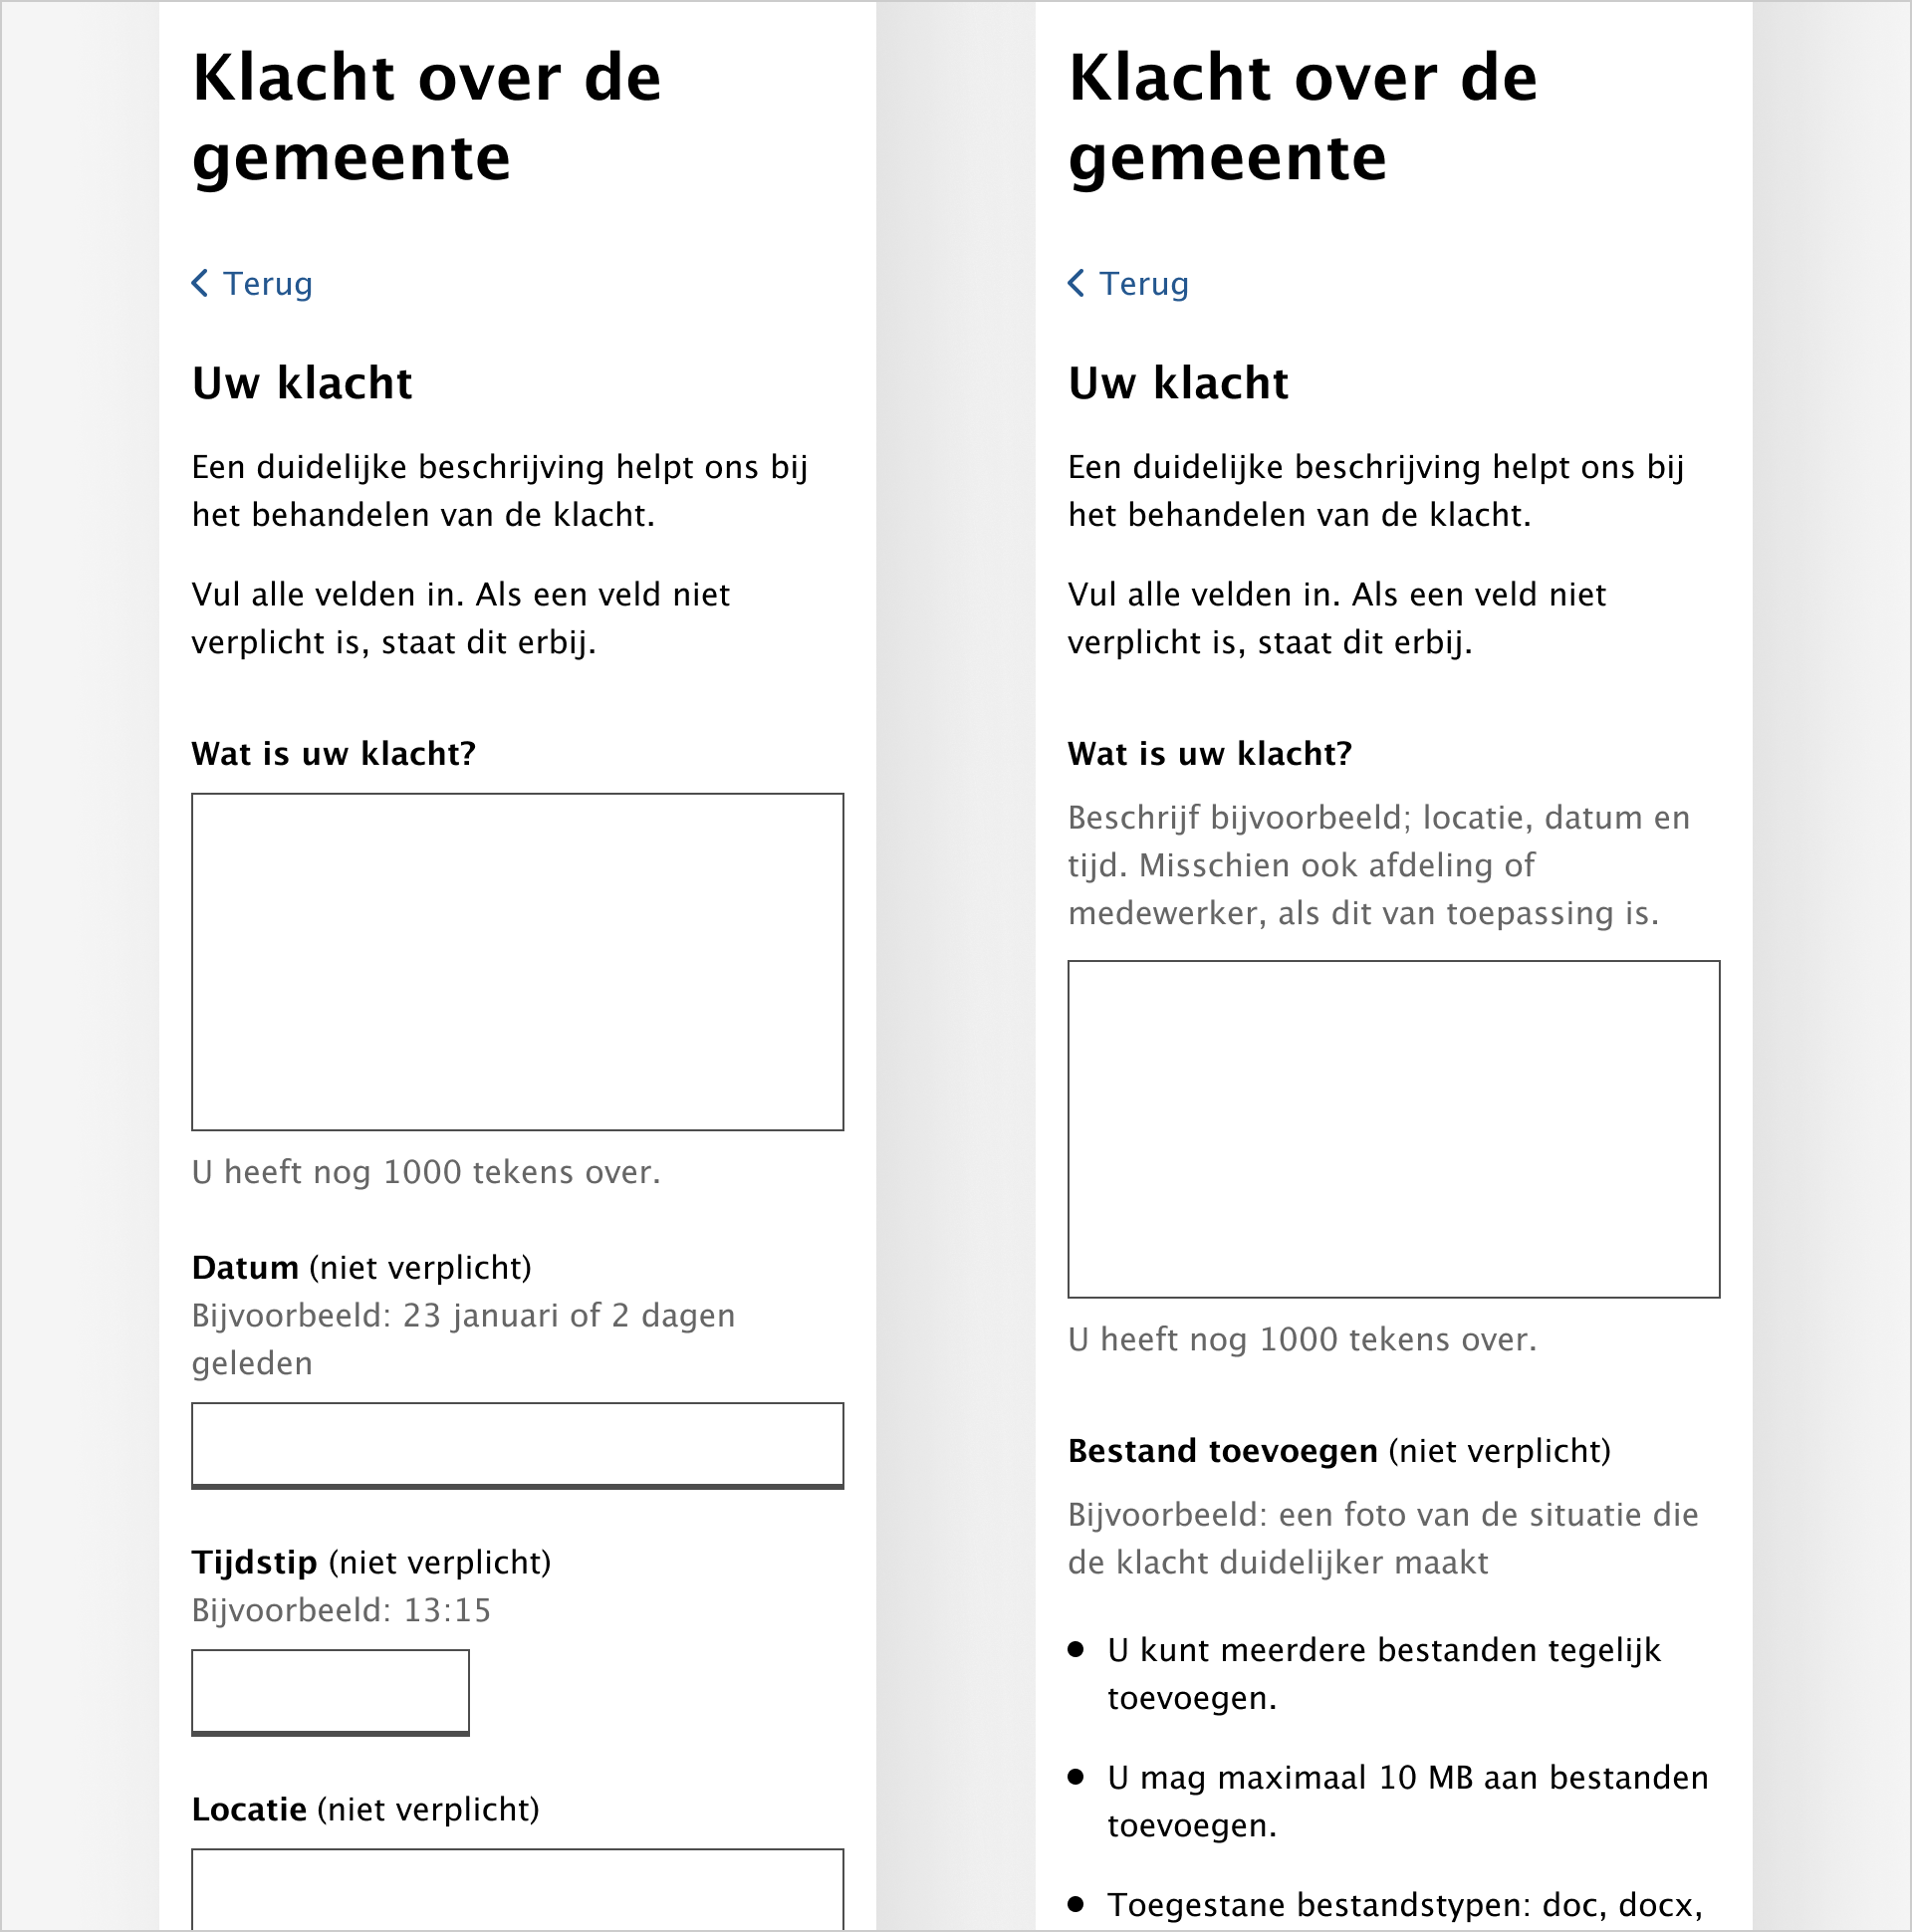 Klacht over de
gemeente
Terug
Uw klacht
Een duidelijke beschrijving helpt ons bij
het behandelen van de klacht.
Vul alle velden in. Als een veld niet
verplicht is, staat dit erbij.
Wat is uw klacht?
U heeft nog 1000 tekens over.
Datum (niet verplicht)
Bijvoorbeeld: 23 januari of 2 dagen
geleden
Tijdstip (niet verplicht)
Bijvoorbeeld: 13:15
Locatie (niet verplicht)
Klacht over de
gemeente
Terug
Uw klacht
Een duidelijke beschrijving helpt ons bij
het behandelen van de klacht.
Vul alle velden in. Als een veld niet
verplicht is, staat dit erbij.
Wat is uw klacht?
Beschrijf bijvoorbeeld; locatie, datum en
tijd. Misschien ook afdeling of
medewerker, als dit van toepassing is.
U heeft nog 1000 tekens over.
Bestand toevoegen (niet verplicht)
Bijvoorbeeld: een foto van de situatie die
de klacht duidelijker maakt
• U kunt meerdere bestanden tegelijk
toevoegen.
• U mag maximaal 10 MB aan bestanden
toevoegen.
• Toegestane bestandstypen: doc, docx,